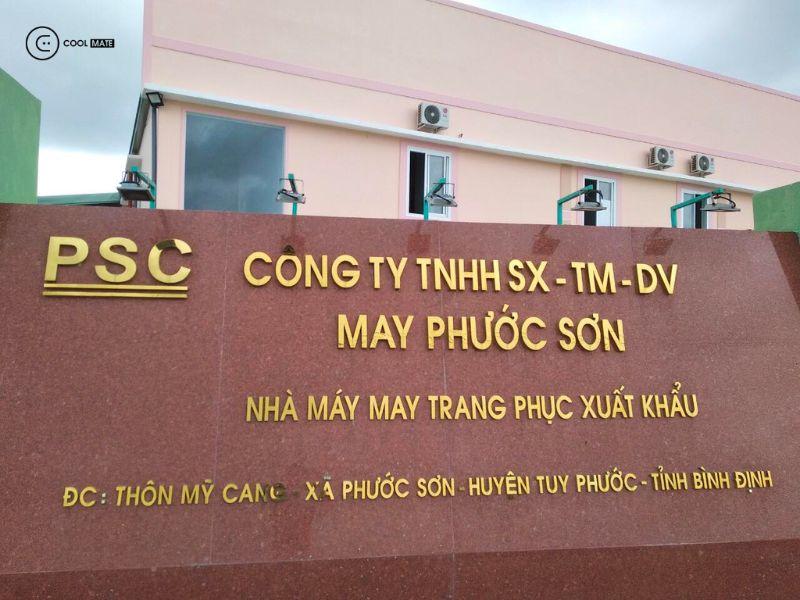 COOL MATE
PSC
CÔNG TY TNHH SX - TM - DV
MAY PHƯỚC SƠN
NHÀ MÁY MAY TRANG PHỤC XUẤT KHẨU
ĐC: THÔN MỸ CANG - XÃ PHƯỚC SƠN - HUYỆN TUY PHƯỚC - TỈNH BÌNH ĐỊNH